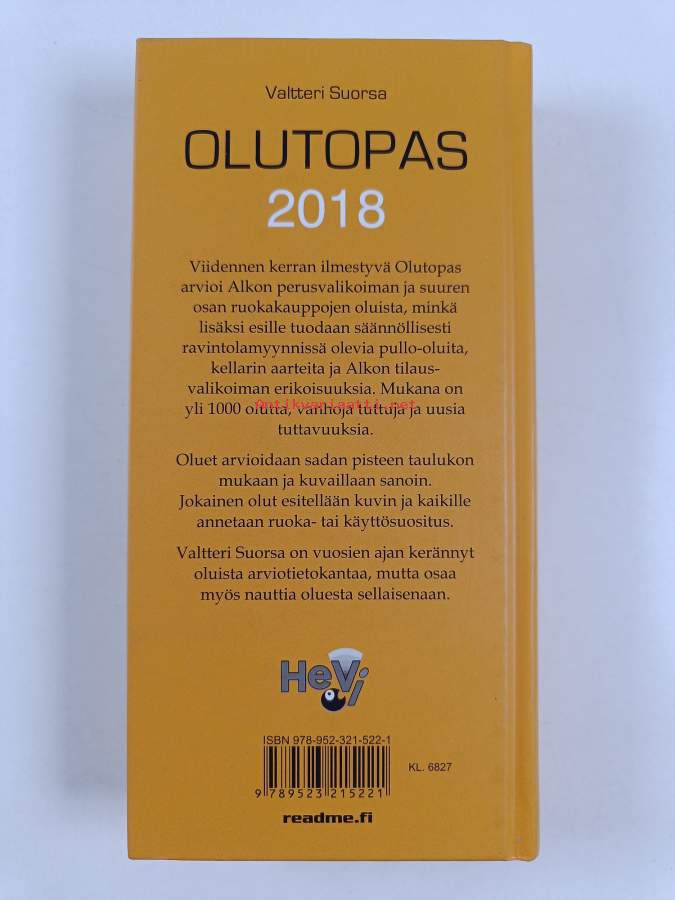 Valtteri Suorsa
OLUTOPAS
2018
Viidennen kerran ilmestyvä Olutopas
arvioi Alkon perusvalikoiman ja suuren
osan ruokakauppojen oluista, minkä
lisäksi esille tuodaan säännöllisesti
ravintolamyynnissä olevia pullo-oluita,
kellarin aarteita ja Alkon tilaus-
valikoiman erikoisuuksia. Mukana on
Antikvariaatti.net
yli 1000 olutta, vanhoja tuttuja ja uusia
tuttavuuksia.
Oluet arvioidaan sadan pisteen taulukon
mukaan ja kuvaillaan sanoin.
Jokainen olut esitellään kuvin ja kaikille
annetaan ruoka- tai käyttösuositus.
Valtteri Suorsa on vuosien ajan kerännyt
oluista arviotietokantaa, mutta osaa
myös nauttia oluesta sellaisenaan.
HeVi
ISBN 978-952-321-522-1
KL. 6827
9 789523 215221
readme.fi